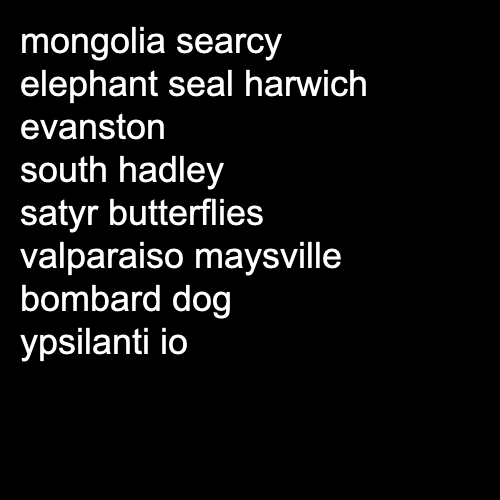 mongolia searcy
elephant seal harwich
evanston
south hadley
satyr butterflies
valparaiso maysville
bombard dog
ypsilanti io